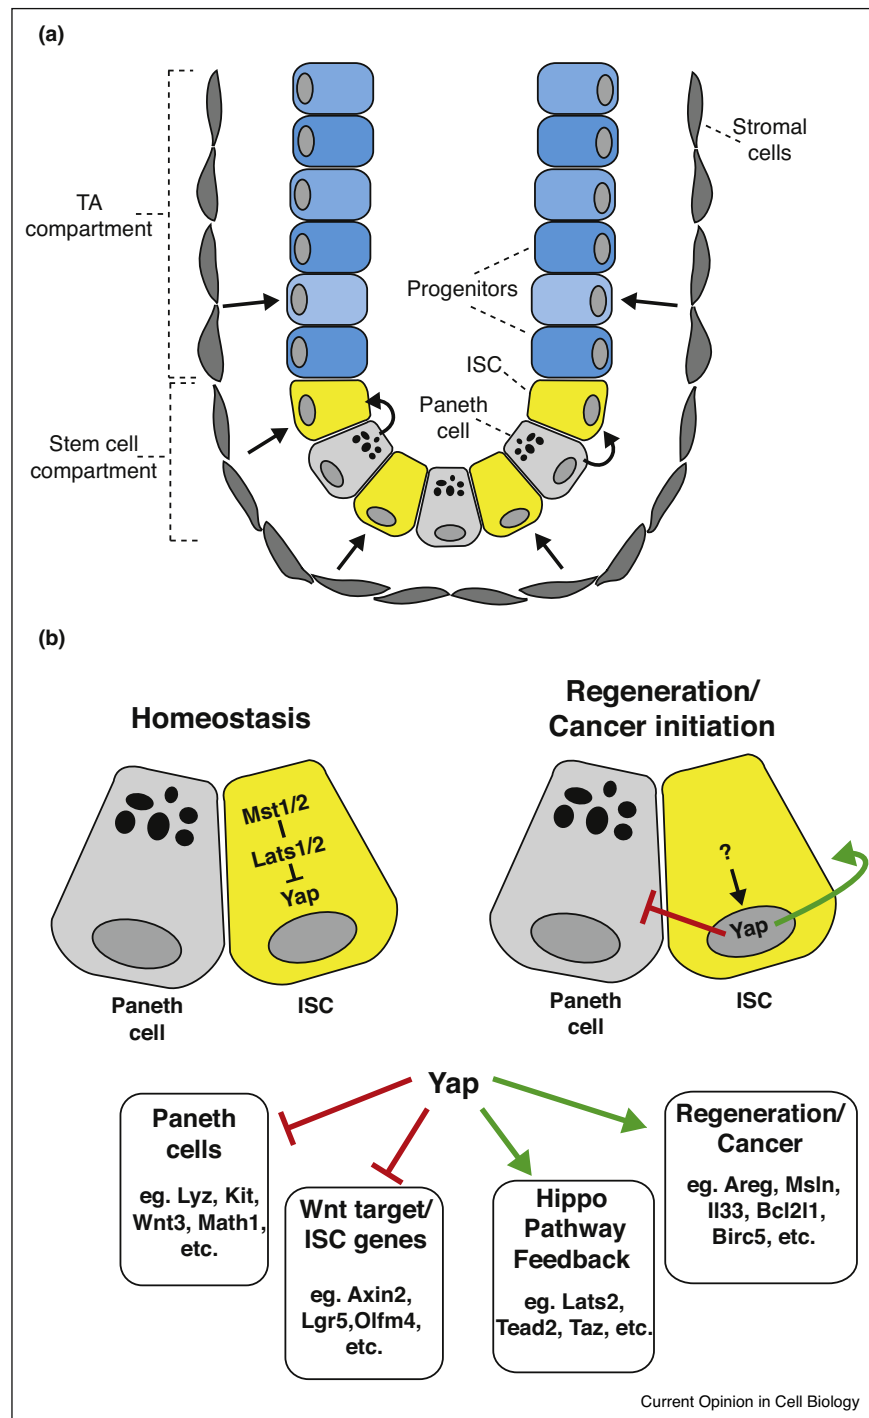 (a)
TA
compartment
Stromal
cells
Progenitors
ISC
Paneth
cell
Stem cell
compartment
(b)
Homeostasis
Regeneration/
Cancer initiation
Mst1/2
Lats1/2
Yap
?
Yap
Paneth
cell
ISC
Paneth
cell
ISC
Yap
Paneth
cells
eg. Lyz, Kit,
Wnt3, Math1,
etc.
Wnt target/
ISC genes
eg. Axin2,
Lgr5,Olfm4,
etc.
Hippo
Pathway
Feedback
eg. Lats2,
Tead2, Taz, etc.
Regeneration/
Cancer
eg. Areg, Msln,
Il33, Bcl2l1,
Birc5, etc.
Current Opinion in Cell Biology